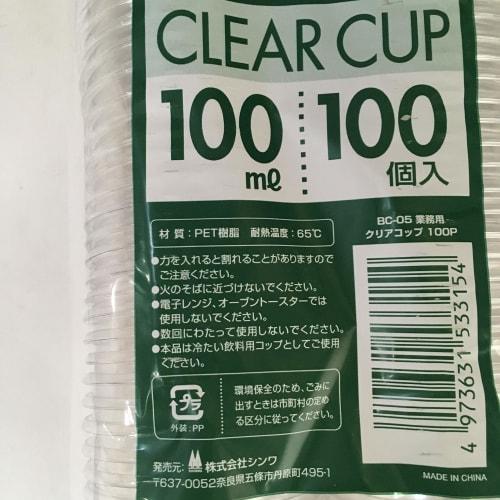 CLEAR CUP
100 ml 100 個入
BC-05 業務用
クリアコップ 100P
材 質：PET樹脂 耐熱温度：65℃
●力を入れると割れることがありますので
ご注意ください。
●火のそばに近づけないでください。
●電子レンジ、オーブントースターでは
使用しないでください。
●数回にわたって使用しないでください。
●本品は冷たい飲料用コップとしてご使用
ください。
プラ
外装：PP
環境保全のため、ごみに
出すときは市町村の定め
る区分に従ってください。
4 973631 533154
発売元： 株式会社シンワ
〒637-0052奈良県五條市丹原町495-1
MADE IN CHINA